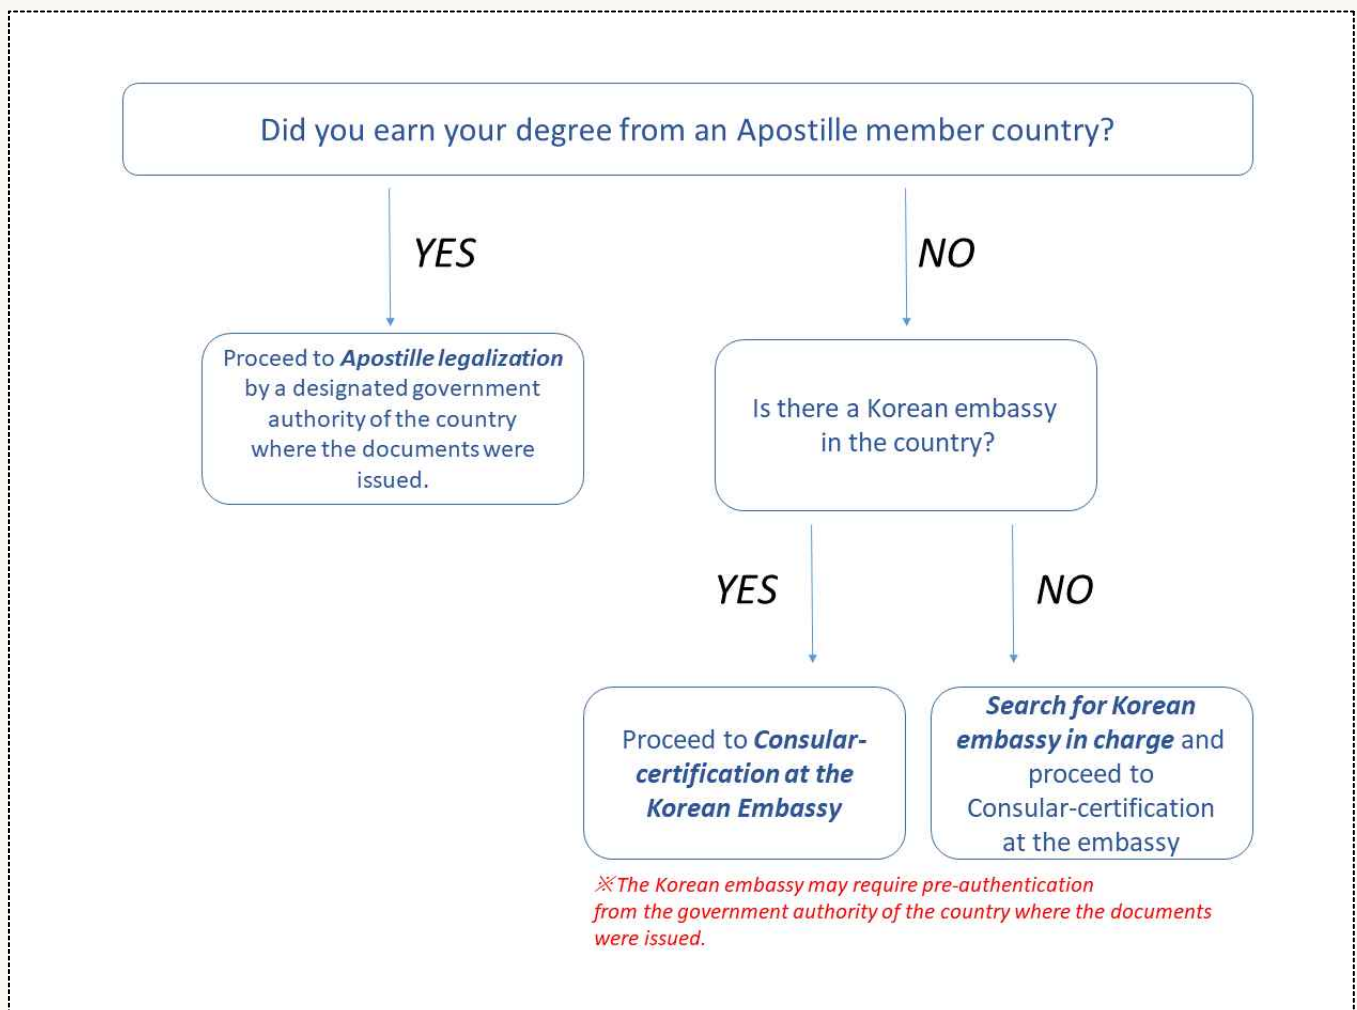 Did you earn your degree from an Apostille member country?
YES
NO
Proceed to Apostille legalization
by a designated government
authority of the country
where the documents were
issued.
Is there a Korean embassy
in the country?
YES
NO
Proceed to Consular-
certification at the
Korean Embassy
Search for Korean
embassy in charge and
proceed to
Consular-certification
at the embassy
※The Korean embassy may require pre-authentication
from the government authority of the country where the documents
were issued.